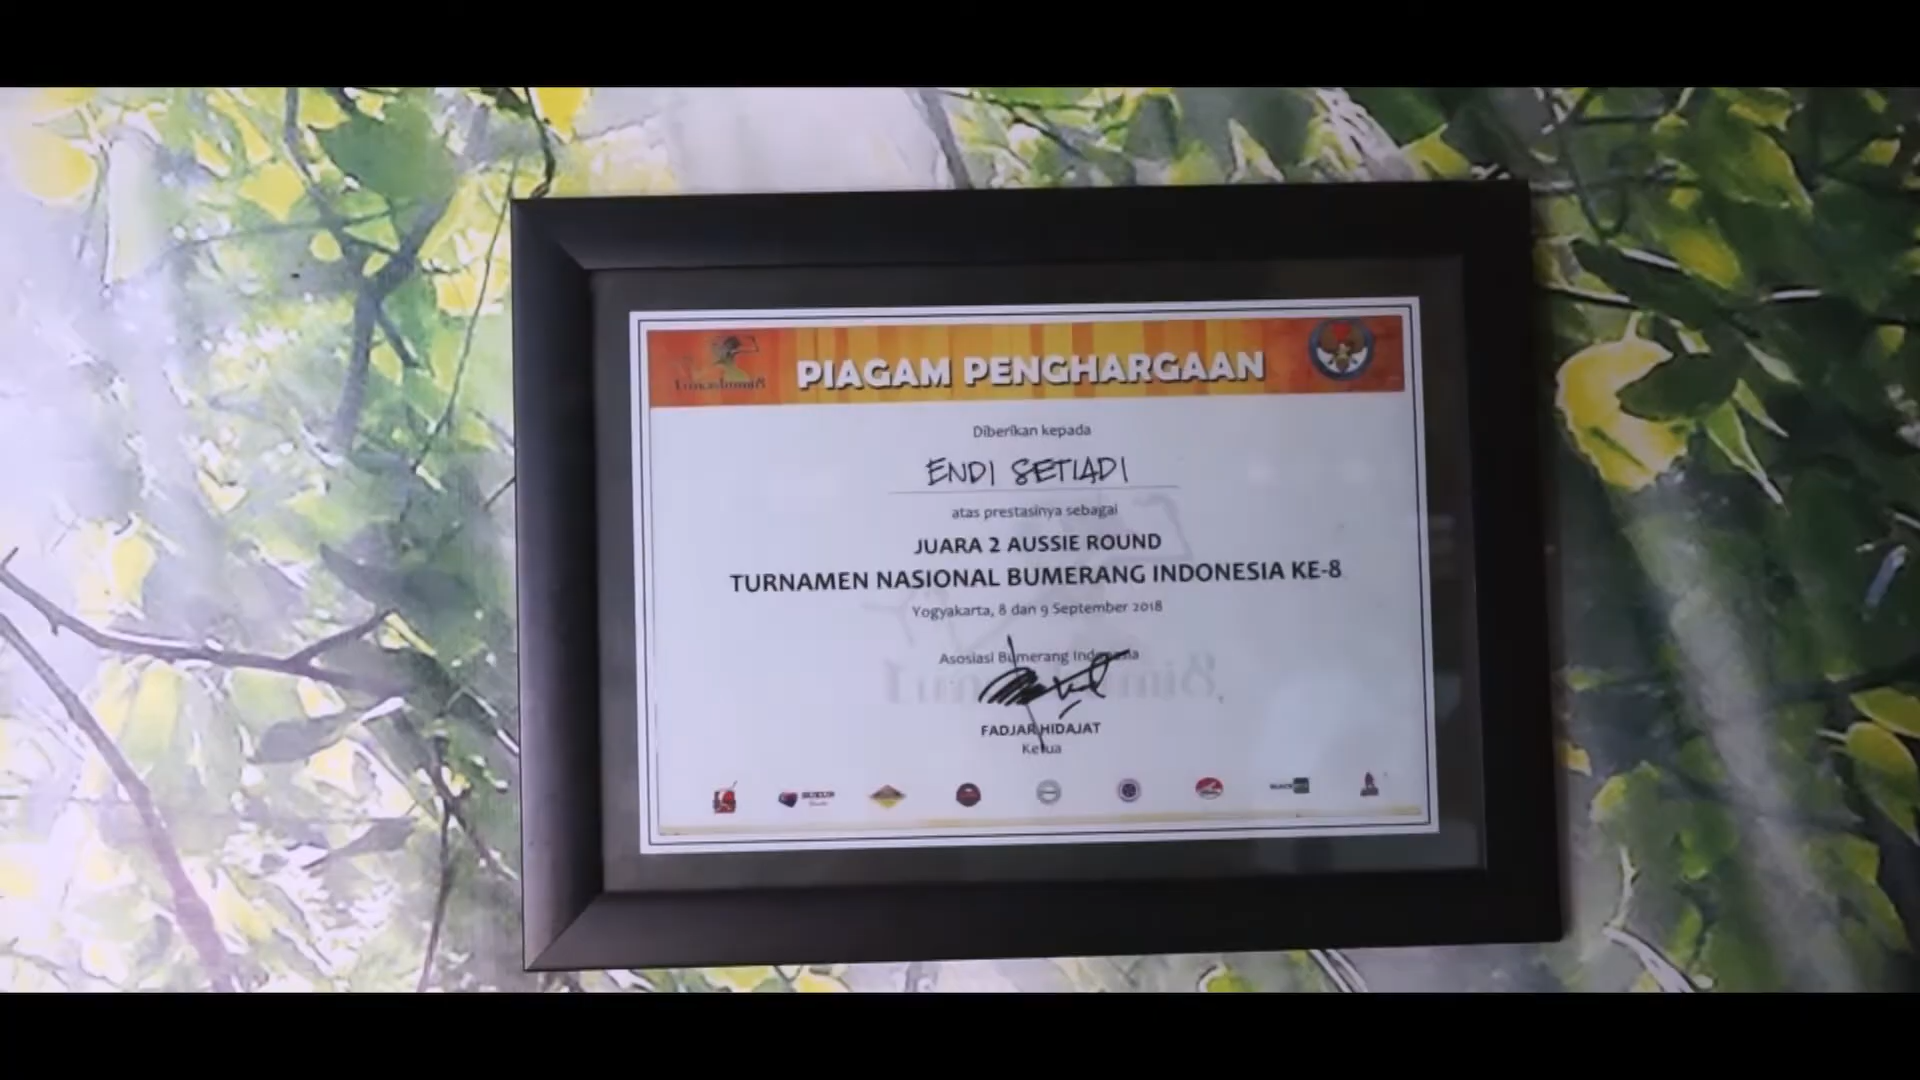 PIAGAM PENGHARGAAN
Diberikan kepada
ENDI SETIADI
atas prestasinya sebagai
JUARA 2 AUSSIE ROUND
TURNAMEN NASIONAL BUMERANG INDONESIA KE-8
Yogyakarta, 8 dan 9 September 2018
Asosiasi Bumerang Indonesia
FADJAR HIDAJAT
Ketua